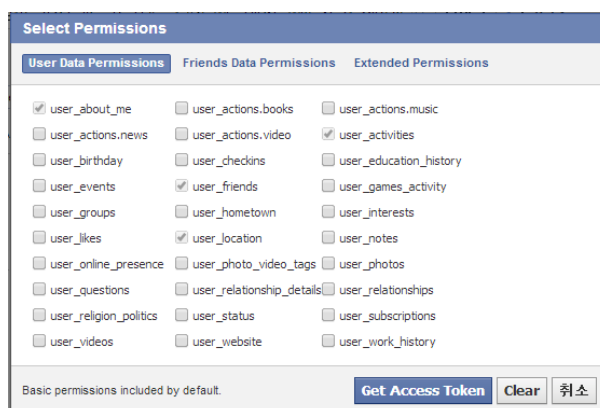 Select Permissions
User Data Permissions Friends Data Permissions Extended Permissions
user_about_me user_actions.books user_actions.music
user_actions.news user_actions.video user_activities
user_birthday user_checkins user_education_history
user_events user_friends user_games_activity
user_groups user_hometown user_interests
user_likes user_location user_notes
user_online_presence user_photo_video_tags user_photos
user_questions user_relationship_details user_relationships
user_religion_politics user_status user_subscriptions
user_videos user_website user_work_history
Basic permissions included by default. Get Access Token Clear 취소